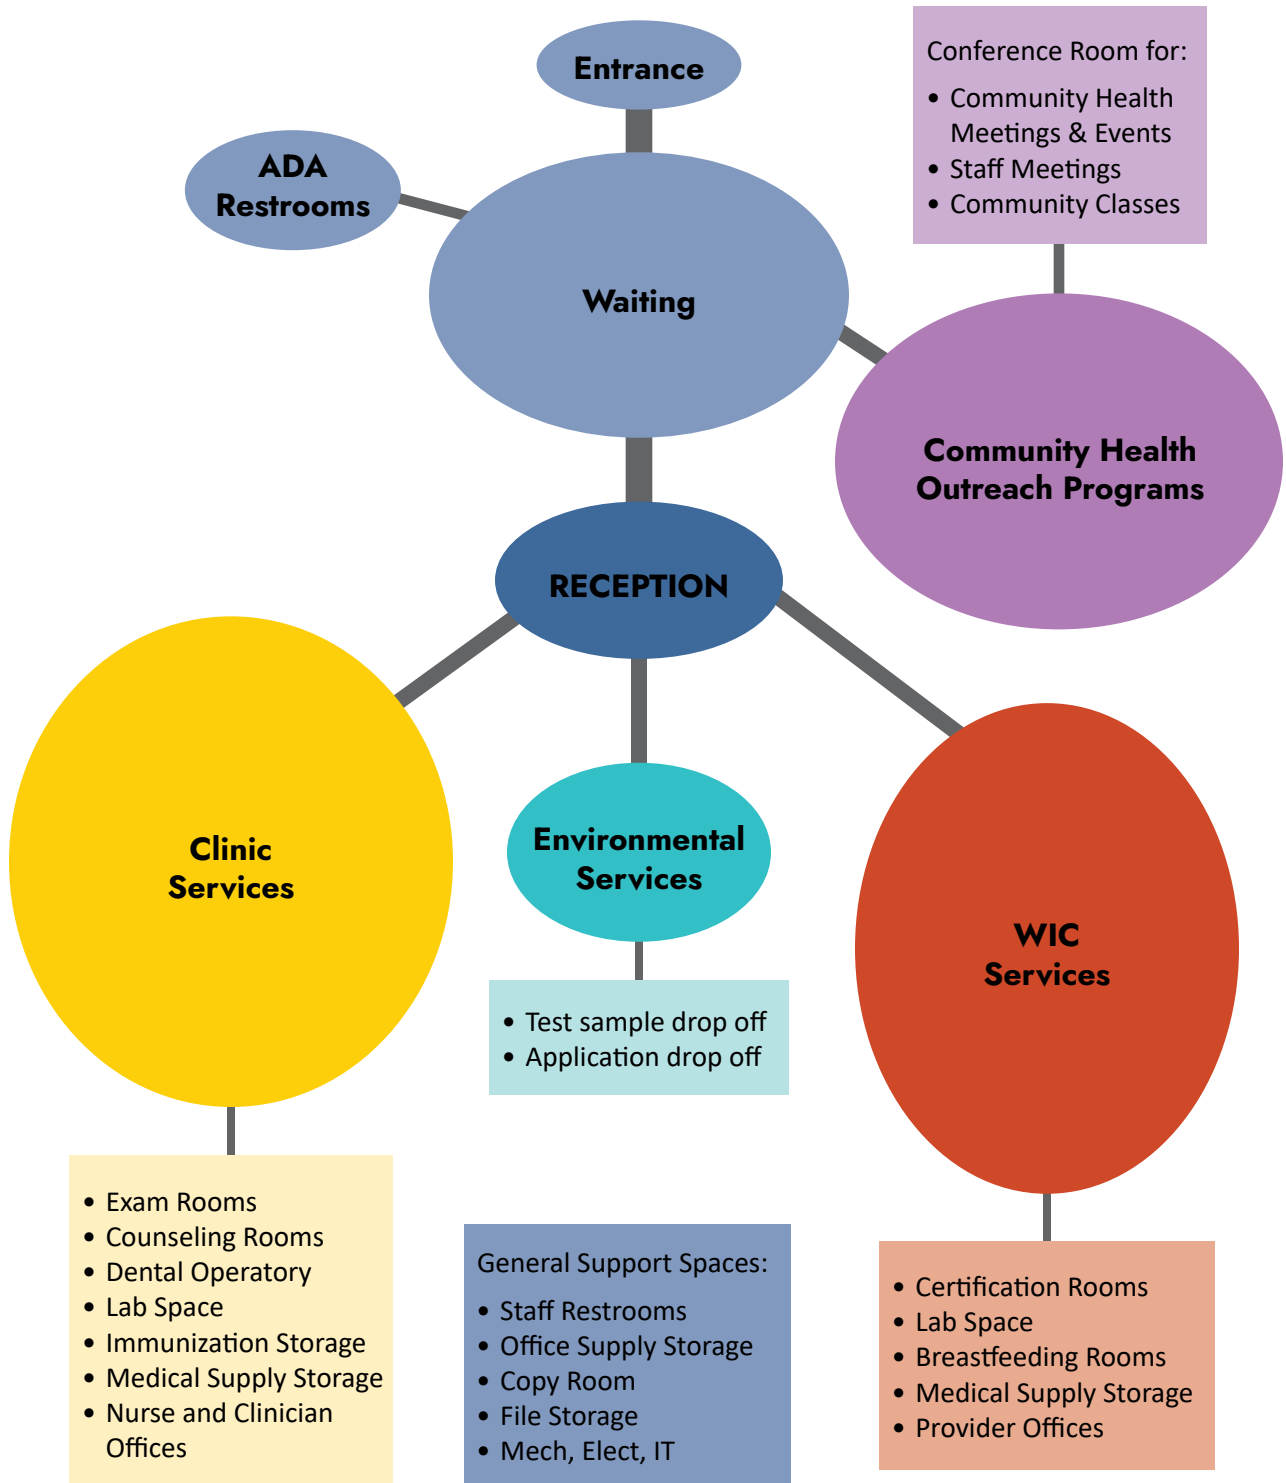 Entrance
ADA
Restrooms
Waiting
Conference Room for:
• Community Health
Meetings & Events
• Staff Meetings
• Community Classes
Community Health
Outreach Programs
RECEPTION
Clinic
Services
Environmental
Services
WIC
Services
• Test sample drop off
• Application drop off
• Exam Rooms
• Counseling Rooms
• Dental Operatory
• Lab Space
• Immunization Storage
• Medical Supply Storage
• Nurse and Clinician
Offices
General Support Spaces:
• Staff Restrooms
• Office Supply Storage
• Copy Room
• File Storage
• Mech, Elect, IT
• Certification Rooms
• Lab Space
• Breastfeeding Rooms
• Medical Supply Storage
• Provider Offices